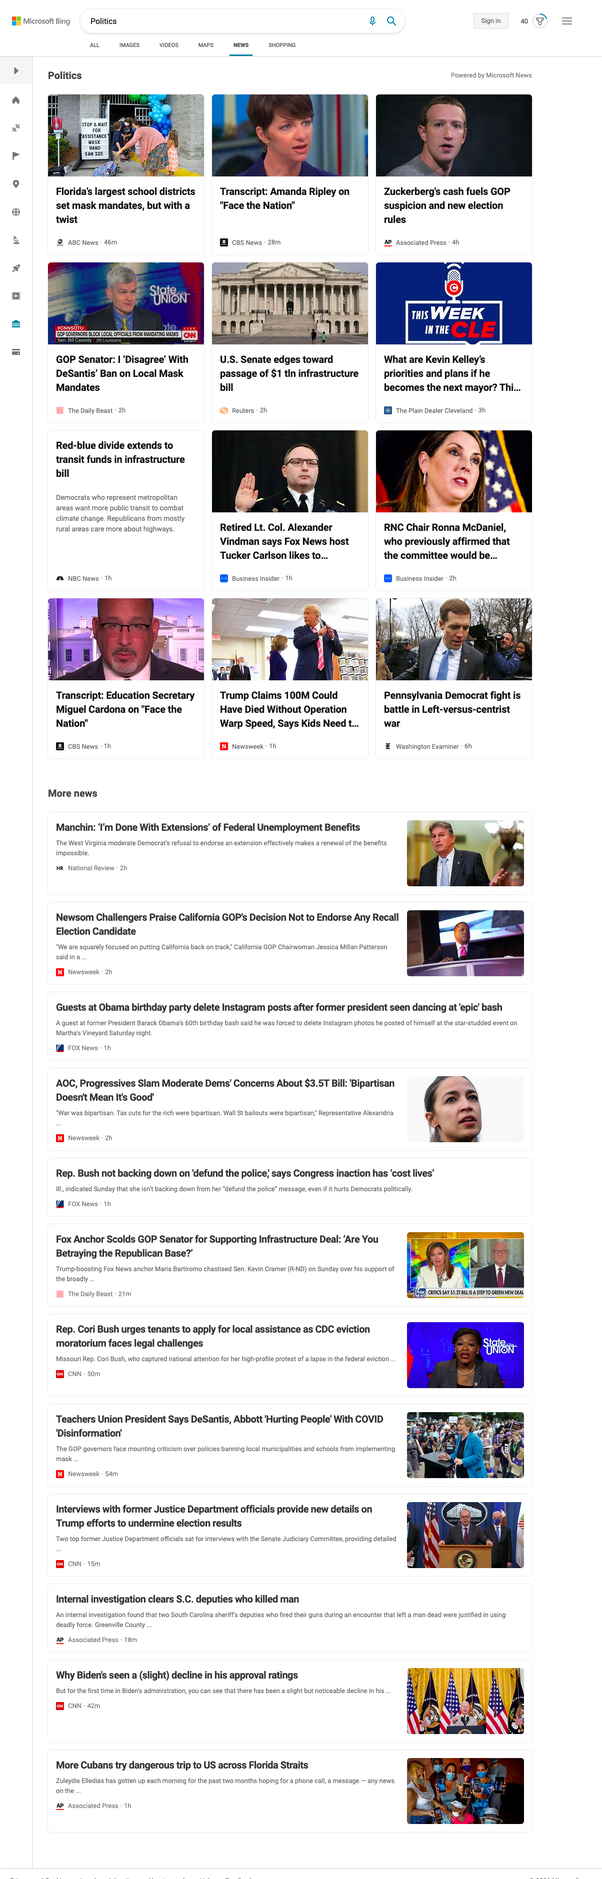 Microsoft Bing
Politics
Sign in
40
ALL
IMAGES
VIDEOS
MAPS
NEWS
SHOPPING
Politics
Powered by Microsoft News
STOP & WAIT
FOR
ASSISTANCE
MASK
HAND
Florida's largest school districts
set mask mandates, but with a
twist
ABC News · 46m
Transcript: Amanda Ripley on
"Face the Nation"
CBS News · 28m
Zuckerberg's cash fuels GOP
suspicion and new election
rules
AP
Associated Press · 4h
State
UNION
#CNNSOTU
LIVE
GOP GOVERNORS BLOCK LOCAL OFFICIALS FROM MANDATING MASKS
Sen. Bill Cassidy (R) Louisiana
CNN
GOP Senator: I 'Disagree' With
DeSantis' Ban on Local Mask
Mandates
The Daily Beast · 2h
U.S. Senate edges toward
passage of $1 tln infrastructure
bill
Reuters · 2h
THIS WEEK
IN THE CLE
What are Kevin Kelley's
priorities and plans if he
becomes the next mayor? Thi...
The Plain Dealer Cleveland · 3h
Red-blue divide extends to
transit funds in infrastructure
bill
Democrats who represent metropolitan
areas want more public transit to combat
climate change. Republicans from mostly
rural areas care more about highways.
NBC News · 1h
Retired Lt. Col. Alexander
Vindman says Fox News host
Tucker Carlson likes to...
Business Insider · 1h
RNC Chair Ronna McDaniel,
who previously affirmed that
the committee would be...
Business Insider · 2h
Transcript: Education Secretary
Miguel Cardona on "Face the
Nation"
CBS News · 1h
Trump Claims 100M Could
Have Died Without Operation
Warp Speed, Says Kids Need t...
N
Newsweek · 1h
Pennsylvania Democrat fight is
battle in Left-versus-centrist
war
Washington Examiner · 6h
More news
Manchin: 'I'm Done With Extensions' of Federal Unemployment Benefits
The West Virginia moderate Democrat's refusal to endorse an extension effectively makes a renewal of the benefits
impossible.
NR
National Review · 2h
Newsom Challengers Praise California GOP's Decision Not to Endorse Any Recall
Election Candidate
"We are squarely focused on putting California back on track," California GOP Chairwoman Jessica Millan Patterson
said in a ...
N
Newsweek · 2h
Guests at Obama birthday party delete Instagram posts after former president seen dancing at 'epic' bash
A guest at former President Barack Obama's 60th birthday bash said he was forced to delete Instagram photos he posted of himself at the star-studded event on
Martha's Vineyard Saturday night.
FOX News · 1h
AOC, Progressives Slam Moderate Dems' Concerns About $3.5T Bill: 'Bipartisan
Doesn't Mean It's Good'
"War was bipartisan. Tax cuts for the rich were bipartisan. Wall St bailouts were bipartisan," Representative Alexandria
...
N
Newsweek · 2h
Rep. Bush not backing down on 'defund the police,' says Congress inaction has 'cost lives'
Ill., indicated Sunday that she isn't backing down from her "defund the police" message, even if it hurts Democrats politically.
FOX News · 1h
Fox Anchor Scolds GOP Senator for Supporting Infrastructure Deal: 'Are You
Betraying the Republican Base?'
Trump-boosting Fox News anchor Maria Bartiromo chastised Sen. Kevin Cramer (R-ND) on Sunday over his support of
the broadly ...
The Daily Beast · 21m
CRITICS SAY $1.2T BILL IS A STEP TO GREEN NEW DEAL
Rep. Cori Bush urges tenants to apply for local assistance as CDC eviction
moratorium faces legal challenges
Missouri Rep. Cori Bush, who captured national attention for her high-profile protest of a lapse in the federal eviction ...
CNN · 50m
State
UNION
Teachers Union President Says DeSantis, Abbott 'Hurting People' With COVID
'Disinformation'
The GOP governors face mounting criticism over policies banning local municipalities and schools from implementing
mask ...
N
Newsweek · 54m
Interviews with former Justice Department officials provide new details on
Trump efforts to undermine election results
Two top former Justice Department officials sat for interviews with the Senate Judiciary Committee, providing detailed
...
CNN · 15m
Internal investigation clears S.C. deputies who killed man
An internal investigation found that two South Carolina sheriff's deputies who fired their guns during an encounter that left a man dead were justified in using
deadly force. Greenville County ...
AP
Associated Press · 18m
Why Biden's seen a (slight) decline in his approval ratings
But for the first time in Biden's administration, you can see that there has been a slight but noticeable decline in his ...
CNN · 42m
More Cubans try dangerous trip to US across Florida Straits
Zuleydis Elledias has gotten up each morning for the past two months hoping for a phone call, a message — any news
on the ...
AP
Associated Press · 1h